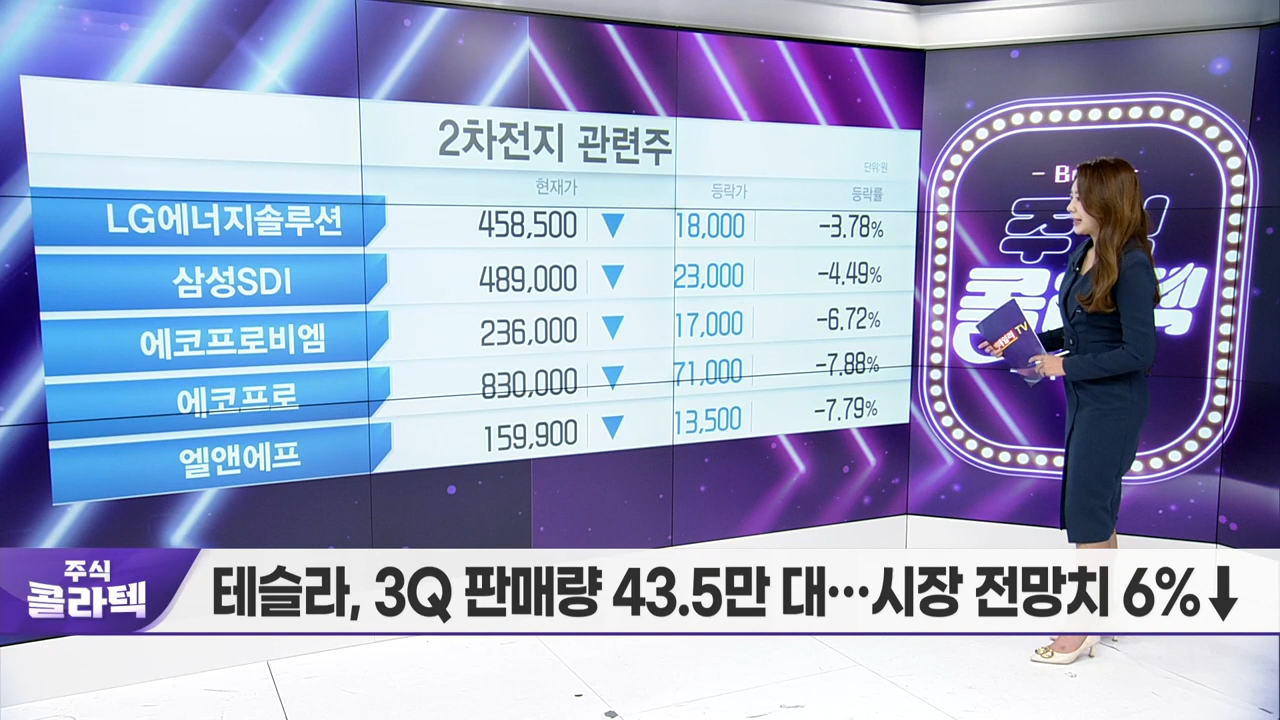 2차전지 관련주
단위:원
현재가 등락가 등락률
LG에너지솔루션 458,500 ▼ 18,000 -3.78%
삼성SDI 489,000 ▼ 23,000 -4.49%
에코프로비엠 236,000 ▼ 17,000 -6.72%
에코프로 830,000 ▼ 71,000 -7.88%
엘앤에프 159,900 ▼ 13,500 -7.79%
TV
주식
콜라텍
테슬라, 3Q 판매량 43.5만 대…시장 전망치 6%↓